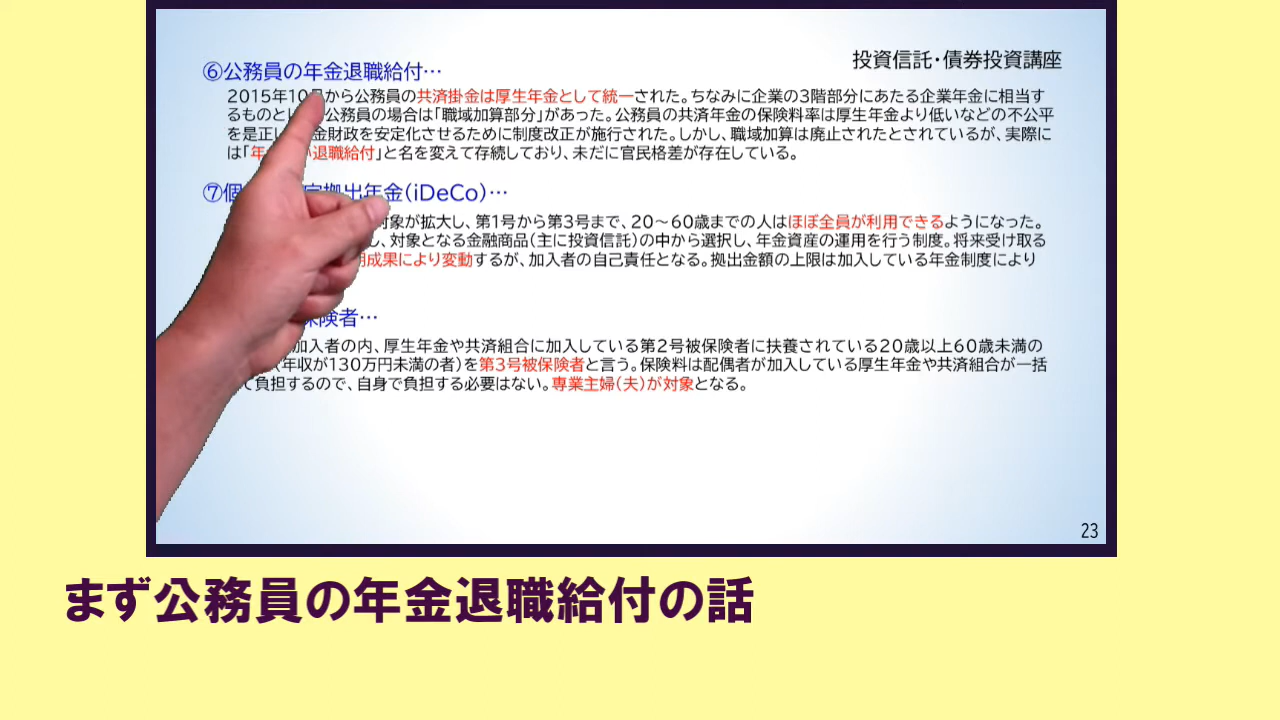 投資信託・債券投資講座
⑥公務員の年金退職給付…
2015年10月から公務員の共済掛金は厚生年金として統一された。ちなみに企業の3階部分にあたる企業年金に相当す
るものと 公務員の場合は「職域加算部分」があった。公務員の共済年金の保険料率は厚生年金より低いなどの不公平
を是正し 金財政を安定化させるために制度改正が施行された。しかし、職域加算は廃止されたとされているが、実際に
は「年 い退職給付」と名を変えて存続しており、未だに官民格差が存在している。
⑦個 拠出年金(iDeCo)…
対象が拡大し、第1号から第3号まで、20～60歳までの人はほぼ全員が利用できるようになった。
し、対象となる金融商品(主に投資信託)の中から選択し、年金資産の運用を行う制度。将来受け取る
成果により変動するが、加入者の自己責任となる。拠出金額の上限は加入している年金制度により
保険者…
加入者の内、厚生年金や共済組合に加入している第2号被保険者に扶養されている20歳以上60歳未満の
(年収が130万円未満の者)を第3号被保険者と言う。保険料は配偶者が加入している厚生年金や共済組合が一括
て負担するので、自身で負担する必要はない。専業主婦(夫)が対象となる。
23
まず公務員の年金退職給付の話